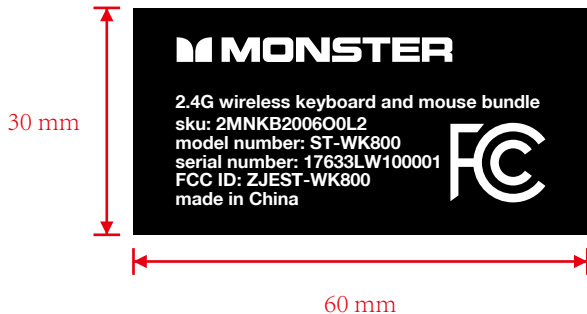 MONSTER
2.4G wireless keyboard and mouse bundle
sku: 2MNKB2006O0L2
model number: ST-WK800
serial number: 17633LW100001
FCC ID: ZJEST-WK800
made in China
FC
30 mm
60 mm